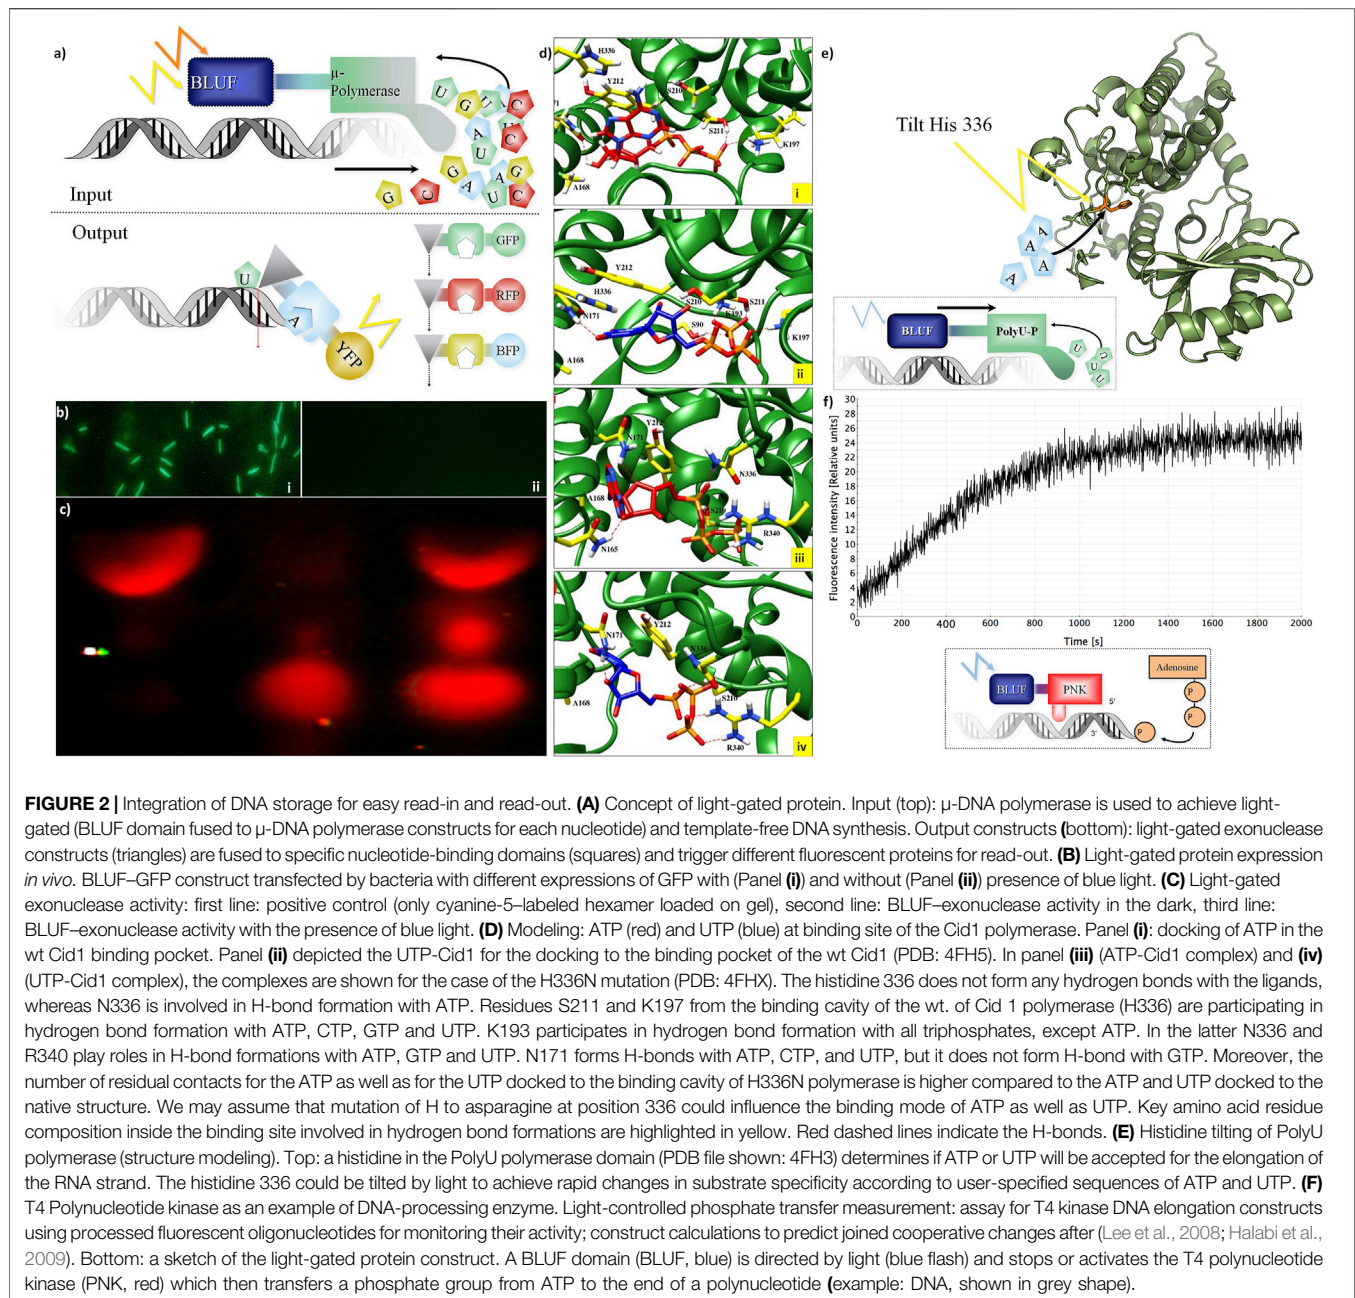 a)
BLUF
μ-
Polymerase
U
G
U
A
C
A
U
C
U
G
A
U
A
G
C
G
C
Input
Output
U
A
YFP
GFP
RFP
BFP
b)
i
ii
c)
d)
H336
Y212
S210
S211
K197
A168
i
Y212
H336
N171
S210
S211
K193
S90
K197
A168
ii
Y212
N171
N336
A168
S210
R340
N165
iii
N171
Y212
N336
A168
S210
R340
iv
e)
Tilt His 336
A
A
A
A
BLUF
PolyU-P
U
U
U
U
f)
Fluorescence intensity [Relative units]
30
28
26
24
22
20
18
16
14
12
10
8
6
4
2
0
0 200 400 600 800 1000 1200 1400 1600 1800 2000
Time [s]
BLUF
PNK
5'
3'
Adenosine
P
P
P
FIGURE 2 | Integration of DNA storage for easy read-in and read-out. (A) Concept of light-gated protein. Input (top): μ-DNA polymerase is used to achieve light-
gated (BLUF domain fused to μ-DNA polymerase constructs for each nucleotide) and template-free DNA synthesis. Output constructs (bottom): light-gated exonuclease
constructs (triangles) are fused to specific nucleotide-binding domains (squares) and trigger different fluorescent proteins for read-out. (B) Light-gated protein expression
in vivo. BLUF–GFP construct transfected by bacteria with different expressions of GFP with (Panel (i)) and without (Panel (ii)) presence of blue light. (C) Light-gated
exonuclease activity: first line: positive control (only cyanine-5–labeled hexamer loaded on gel), second line: BLUF–exonuclease activity in the dark, third line:
BLUF–exonuclease activity with the presence of blue light. (D) Modeling: ATP (red) and UTP (blue) at binding site of the Cid1 polymerase. Panel (i): docking of ATP in the
wt Cid1 binding pocket. Panel (ii) depicted the UTP-Cid1 for the docking to the binding pocket of the wt Cid1 (PDB: 4FH5). In panel (iii) (ATP-Cid1 complex) and (iv)
(UTP-Cid1 complex), the complexes are shown for the case of the H336N mutation (PDB: 4FHX). The histidine 336 does not form any hydrogen bonds with the ligands,
whereas N336 is involved in H-bond formation with ATP. Residues S211 and K197 from the binding cavity of the wt. of Cid 1 polymerase (H336) are participating in
hydrogen bond formation with ATP, CTP, GTP and UTP. K193 participates in hydrogen bond formation with all triphosphates, except ATP. In the latter N336 and
R340 play roles in H-bond formations with ATP, GTP and UTP. N171 forms H-bonds with ATP, CTP, and UTP, but it does not form H-bond with GTP. Moreover, the
number of residual contacts for the ATP as well as for the UTP docked to the binding cavity of H336N polymerase is higher compared to the ATP and UTP docked to the
native structure. We may assume that mutation of H to asparagine at position 336 could influence the binding mode of ATP as well as UTP. Key amino acid residue
composition inside the binding site involved in hydrogen bond formations are highlighted in yellow. Red dashed lines indicate the H-bonds. (E) Histidine tilting of PolyU
polymerase (structure modeling). Top: a histidine in the PolyU polymerase domain (PDB file shown: 4FH3) determines if ATP or UTP will be accepted for the elongation of
the RNA strand. The histidine 336 could be tilted by light to achieve rapid changes in substrate specificity according to user-specified sequences of ATP and UTP. (F)
T4 Polynucleotide kinase as an example of DNA-processing enzyme. Light-controlled phosphate transfer measurement: assay for T4 kinase DNA elongation constructs
using processed fluorescent oligonucleotides for monitoring their activity; construct calculations to predict joined cooperative changes after (Lee et al., 2008; Halabi et al.,
2009). Bottom: a sketch of the light-gated protein construct. A BLUF domain (BLUF, blue) is directed by light (blue flash) and stops or activates the T4 polynucleotide
kinase (PNK, red) which then transfers a phosphate group from ATP to the end of a polynucleotide (example: DNA, shown in grey shape).